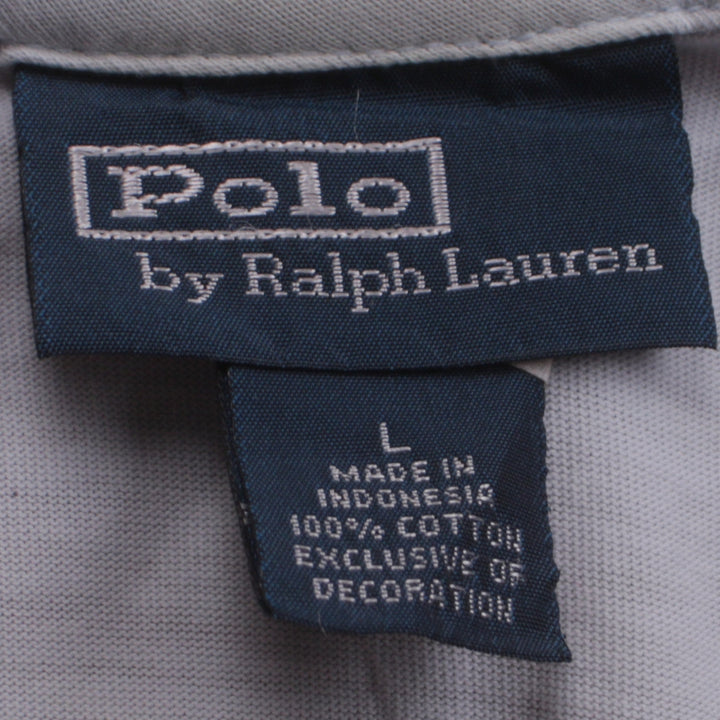 Polo
by Ralph Lauren
L
MADE IN
INDONESIA
100% COTTON
EXCLUSIVE OF
DECORATION